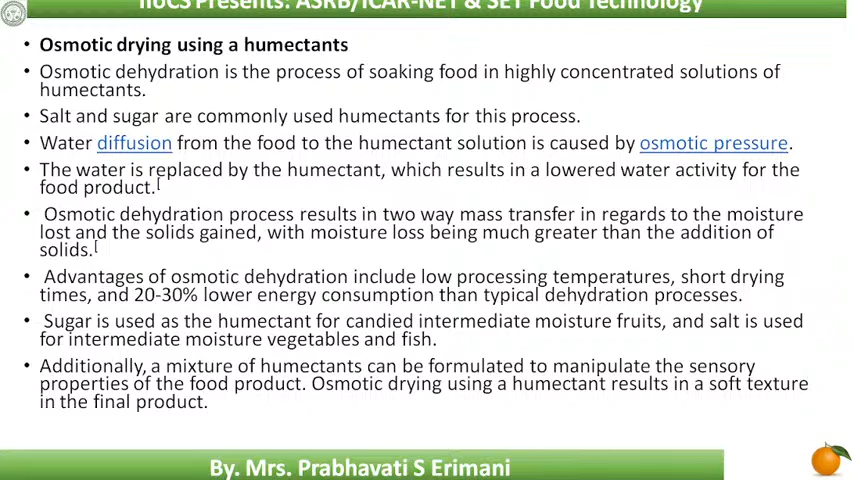 IIoCS Presents: ASRB/ICAR-NET & SET Food Technology
• Osmotic drying using a humectants
• Osmotic dehydration is the process of soaking food in highly concentrated solutions of
humectants.
• Salt and sugar are commonly used humectants for this process.
• Water diffusion from the food to the humectant solution is caused by osmotic pressure.
• The water is replaced by the humectant, which results in a lowered water activity for the
food product.[
• Osmotic dehydration process results in two way mass transfer in regards to the moisture
lost and the solids gained, with moisture loss being much greater than the addition of
solids.[
• Advantages of osmotic dehydration include low processing temperatures, short drying
times, and 20-30% lower energy consumption than typical dehydration processes.
• Sugar is used as the humectant for candied intermediate moisture fruits, and salt is used
for intermediate moisture vegetables and fish.
• Additionally, a mixture of humectants can be formulated to manipulate the sensory
properties of the food product. Osmotic drying using a humectant results in a soft texture
in the final product.
By. Mrs. Prabhavati S Erimani